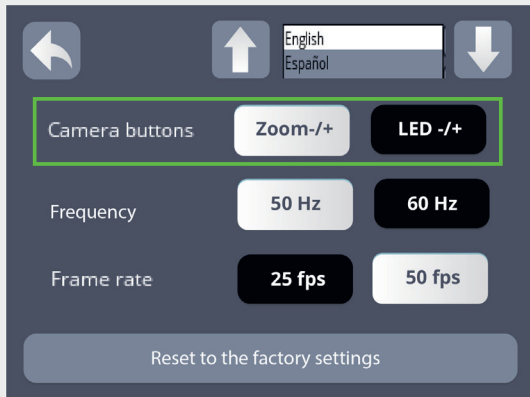 English
Español
Camera buttons Zoom-/+ LED -/+
Frequency 50 Hz 60 Hz
Frame rate 25 fps 50 fps
Reset to the factory settings